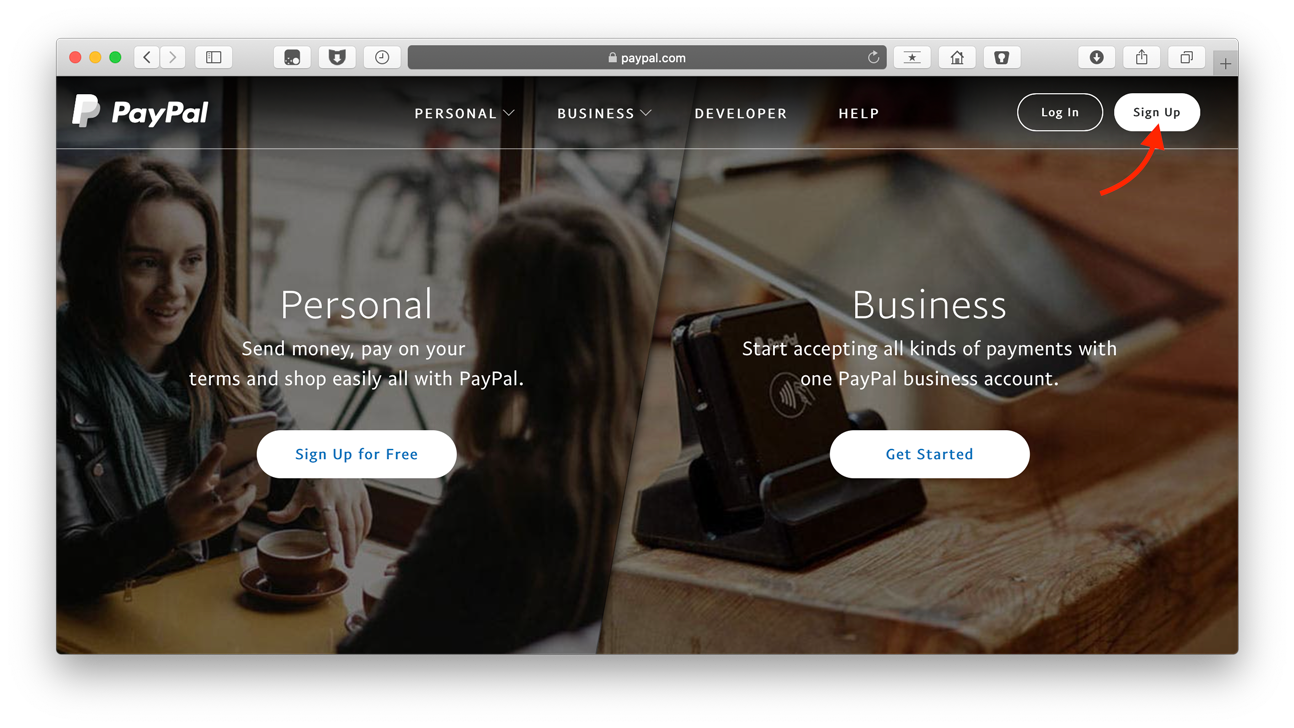 paypal.com
PayPal
PERSONAL
BUSINESS
DEVELOPER
HELP
Log In
Sign Up
Personal
Send money, pay on your
terms and shop easily all with PayPal.
Sign Up for Free
Business
Start accepting all kinds of payments with
one PayPal business account.
Get Started